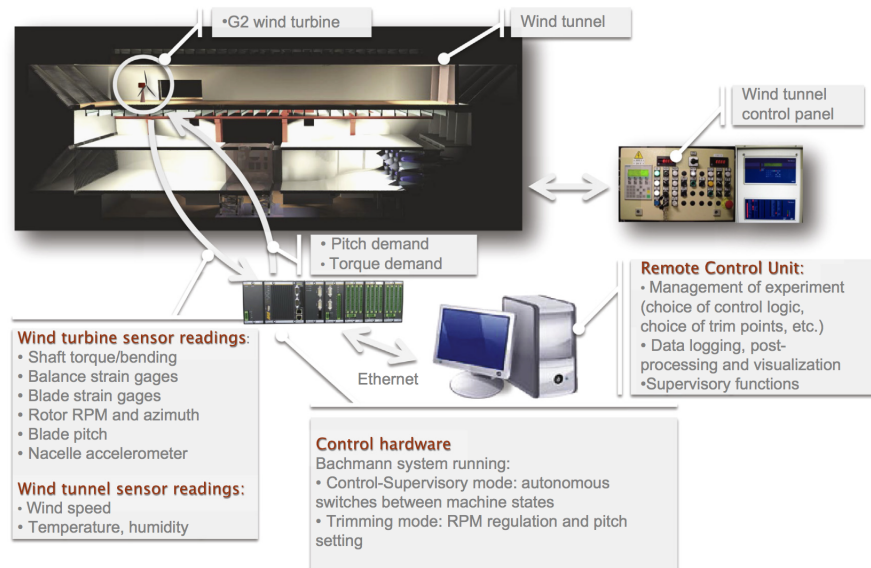 •G2 wind turbine
Wind tunnel
Wind tunnel
control panel
• Pitch demand
• Torque demand
Remote Control Unit:
• Management of experiment
(choice of control logic,
choice of trim points, etc.)
• Data logging, post-
processing and visualization
•Supervisory functions
Wind turbine sensor readings:
• Shaft torque/bending
• Balance strain gages
• Blade strain gages
• Rotor RPM and azimuth
• Blade pitch
• Nacelle accelerometer
Wind tunnel sensor readings:
• Wind speed
• Temperature, humidity
Ethernet
Control hardware
Bachmann system running:
• Control-Supervisory mode: autonomous
switches between machine states
• Trimming mode: RPM regulation and pitch
setting